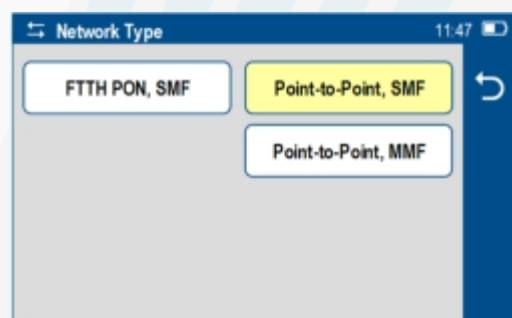 Network Type 11:47
FTTH PON, SMF Point-to-Point, SMF
Point-to-Point, MMF